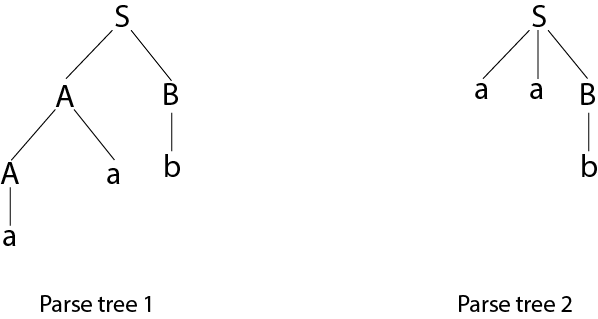 S S
A B a a B
A a b b
a
Parse tree 1 Parse tree 2